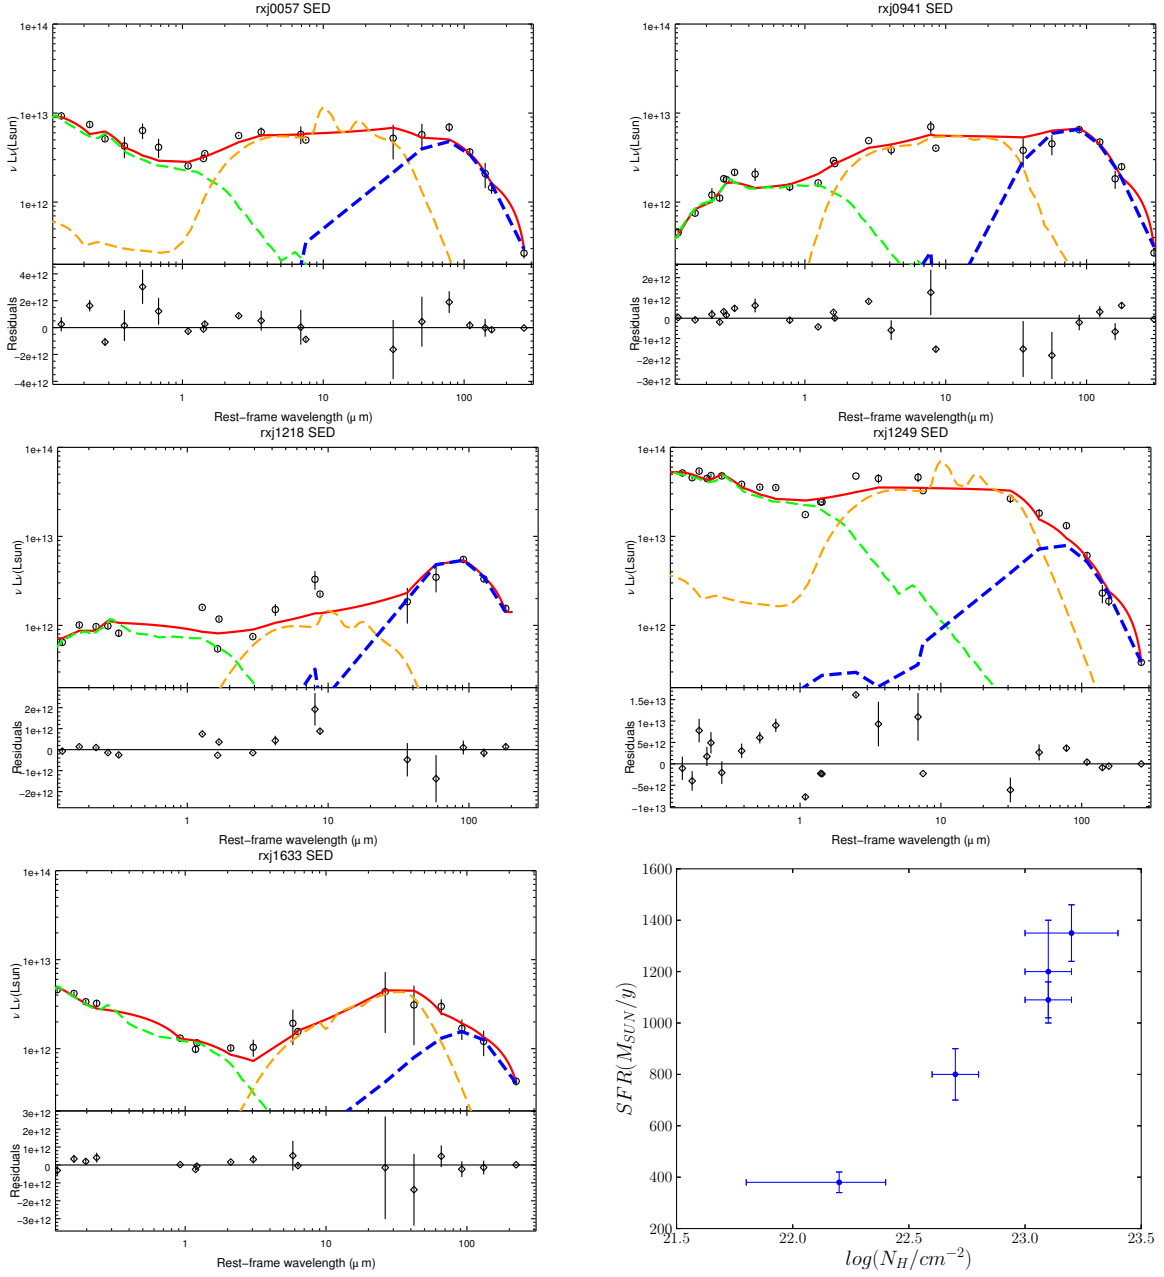 rxj0057 SED
1e+14
1e+13
1e+12
ν Lν(Lsun)
4e+12
2e+12
0
−2e+12
−4e+12
Residuals
1 10 100
Rest−frame wavelength (μ m)
rxj0941 SED
1e+14
1e+13
1e+12
ν Lν(Lsun)
2e+12
1e+12
0
−1e+12
−2e+12
−3e+12
Residuals
1 10 100
Rest−frame wavelength(μ m)
rxj1218 SED
1e+14
1e+13
1e+12
ν Lν(Lsun)
2e+12
1e+12
0
−1e+12
−2e+12
Residuals
1 10 100
Rest−frame wavelength (μ m)
rxj1249 SED
1e+14
1e+13
1e+12
ν Lν(Lsun)
1.5e+13
1e+13
5e+12
0
−5e+12
−1e+13
Residuals
1 10 100
Rest−frame wavelength (μ m)
rxj1633 SED
1e+14
1e+13
1e+12
ν Lν(Lsun)
3e+12
2e+12
1e+12
0
−1e+12
−2e+12
−3e+12
Residuals
1 10 100
Rest−frame wavelength (μ m)
1600
1400
1200
1000
800
600
400
200
SFR(M_{SUN}/y)
21.5 22.0 22.5 23.0 23.5
log(N_H/cm^{−2})